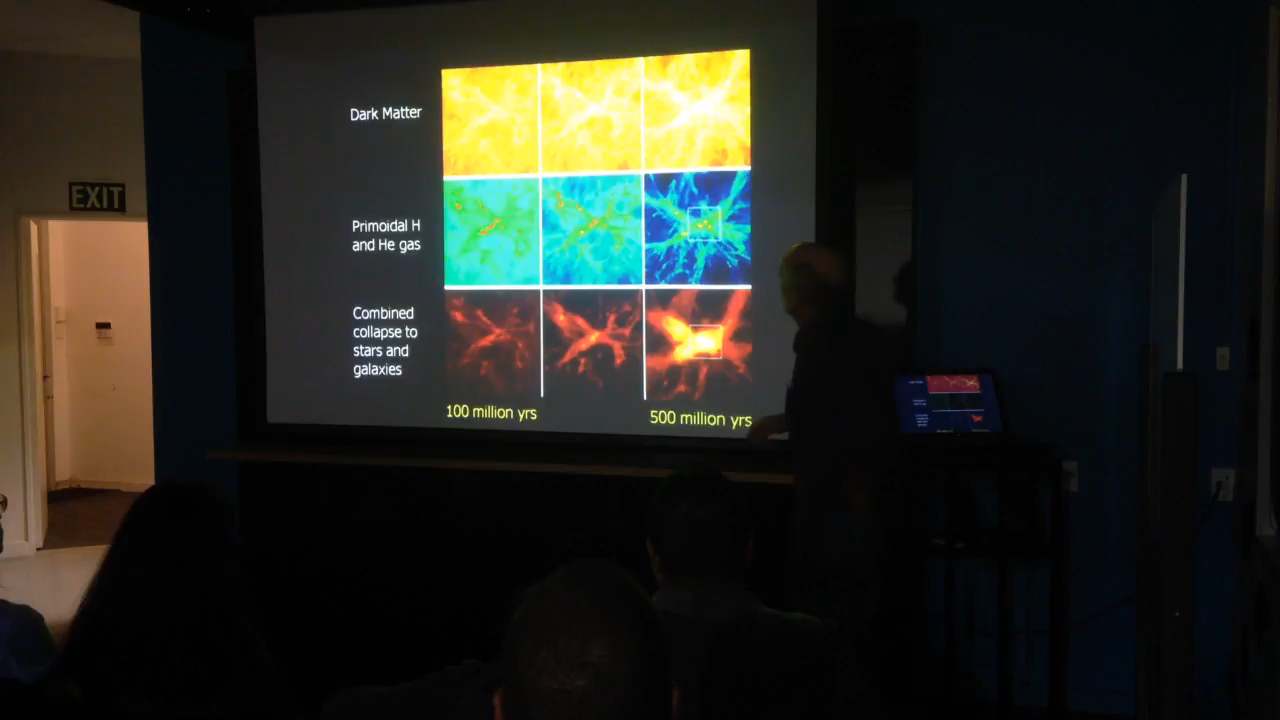 EXIT
Dark Matter
Primoidal H
and He gas
Combined
collapse to
stars and
galaxies
100 million yrs
500 million yrs